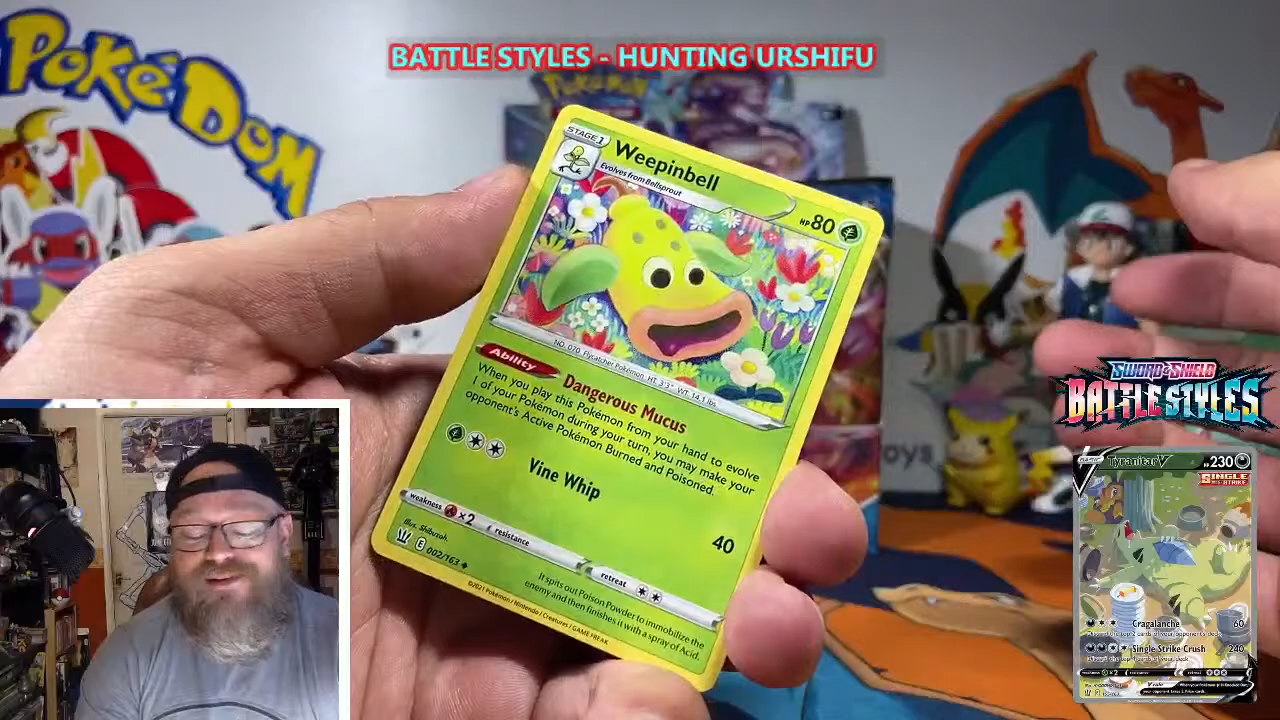 BATTLE STYLES - HUNTING URSHIFU
POKéDOM
POKéMON
STAGE 1
Weepinbell
Evolves from Bellsprout
HP 80
NO. 070 Flycatcher Pokémon HT: 3'3" WT: 14.1 lbs.
Ability Dangerous Mucus
When you play this Pokémon from your hand to evolve
1 of your Pokémon during your turn, you may make your
opponent's Active Pokémon Burned and Poisoned.
Vine Whip 40
weakness ×2 resistance retreat
Illus. Shibuzoh.
E 002/163
It spits out Poison Powder to immobilize the
enemy and then finishes it with a spray of Acid.
©2021 Pokémon / Nintendo / Creatures / GAME FREAK
oys
SWORD & SHIELD
BATTLE STYLES
BASIC Tyranitar V 230
SINGLE
STRIKE
Cragalanche 60
Single Strike Crush 240
×2